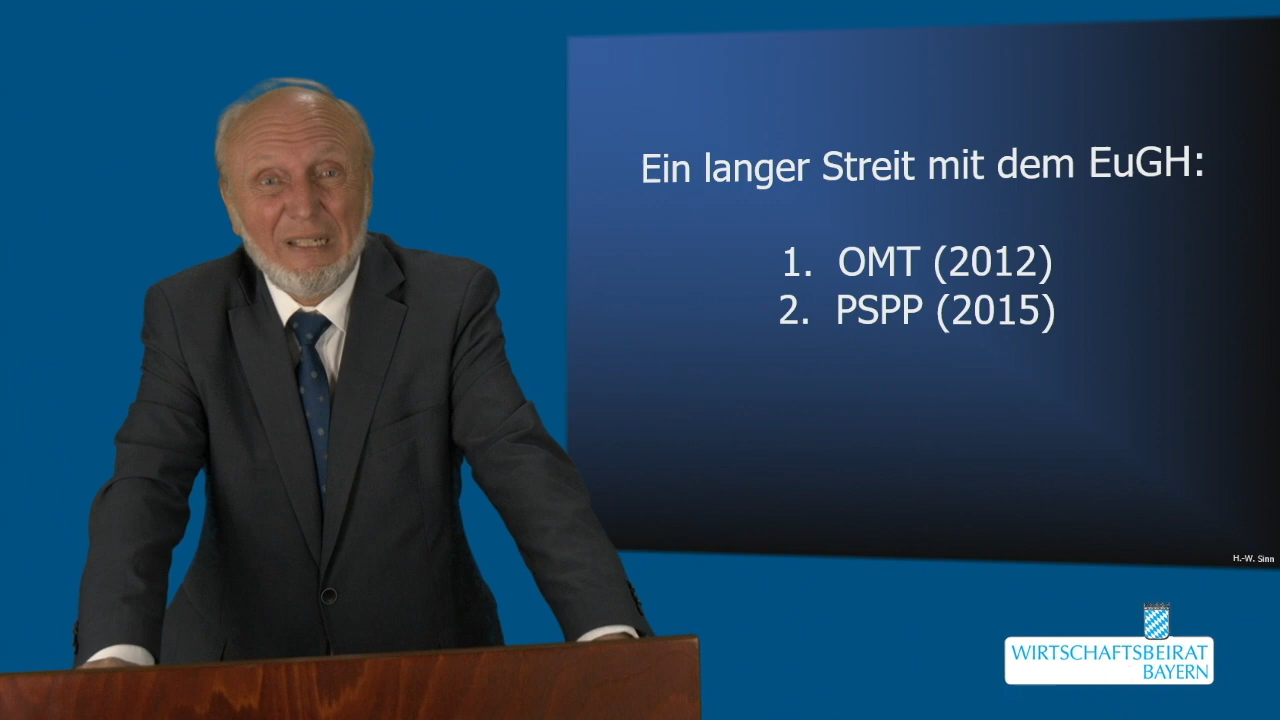 Ein langer Streit mit dem EuGH:
1. OMT (2012)
2. PSPP (2015)
H.-W. Sinn
WIRTSCHAFTSBEIRAT
BAYERN